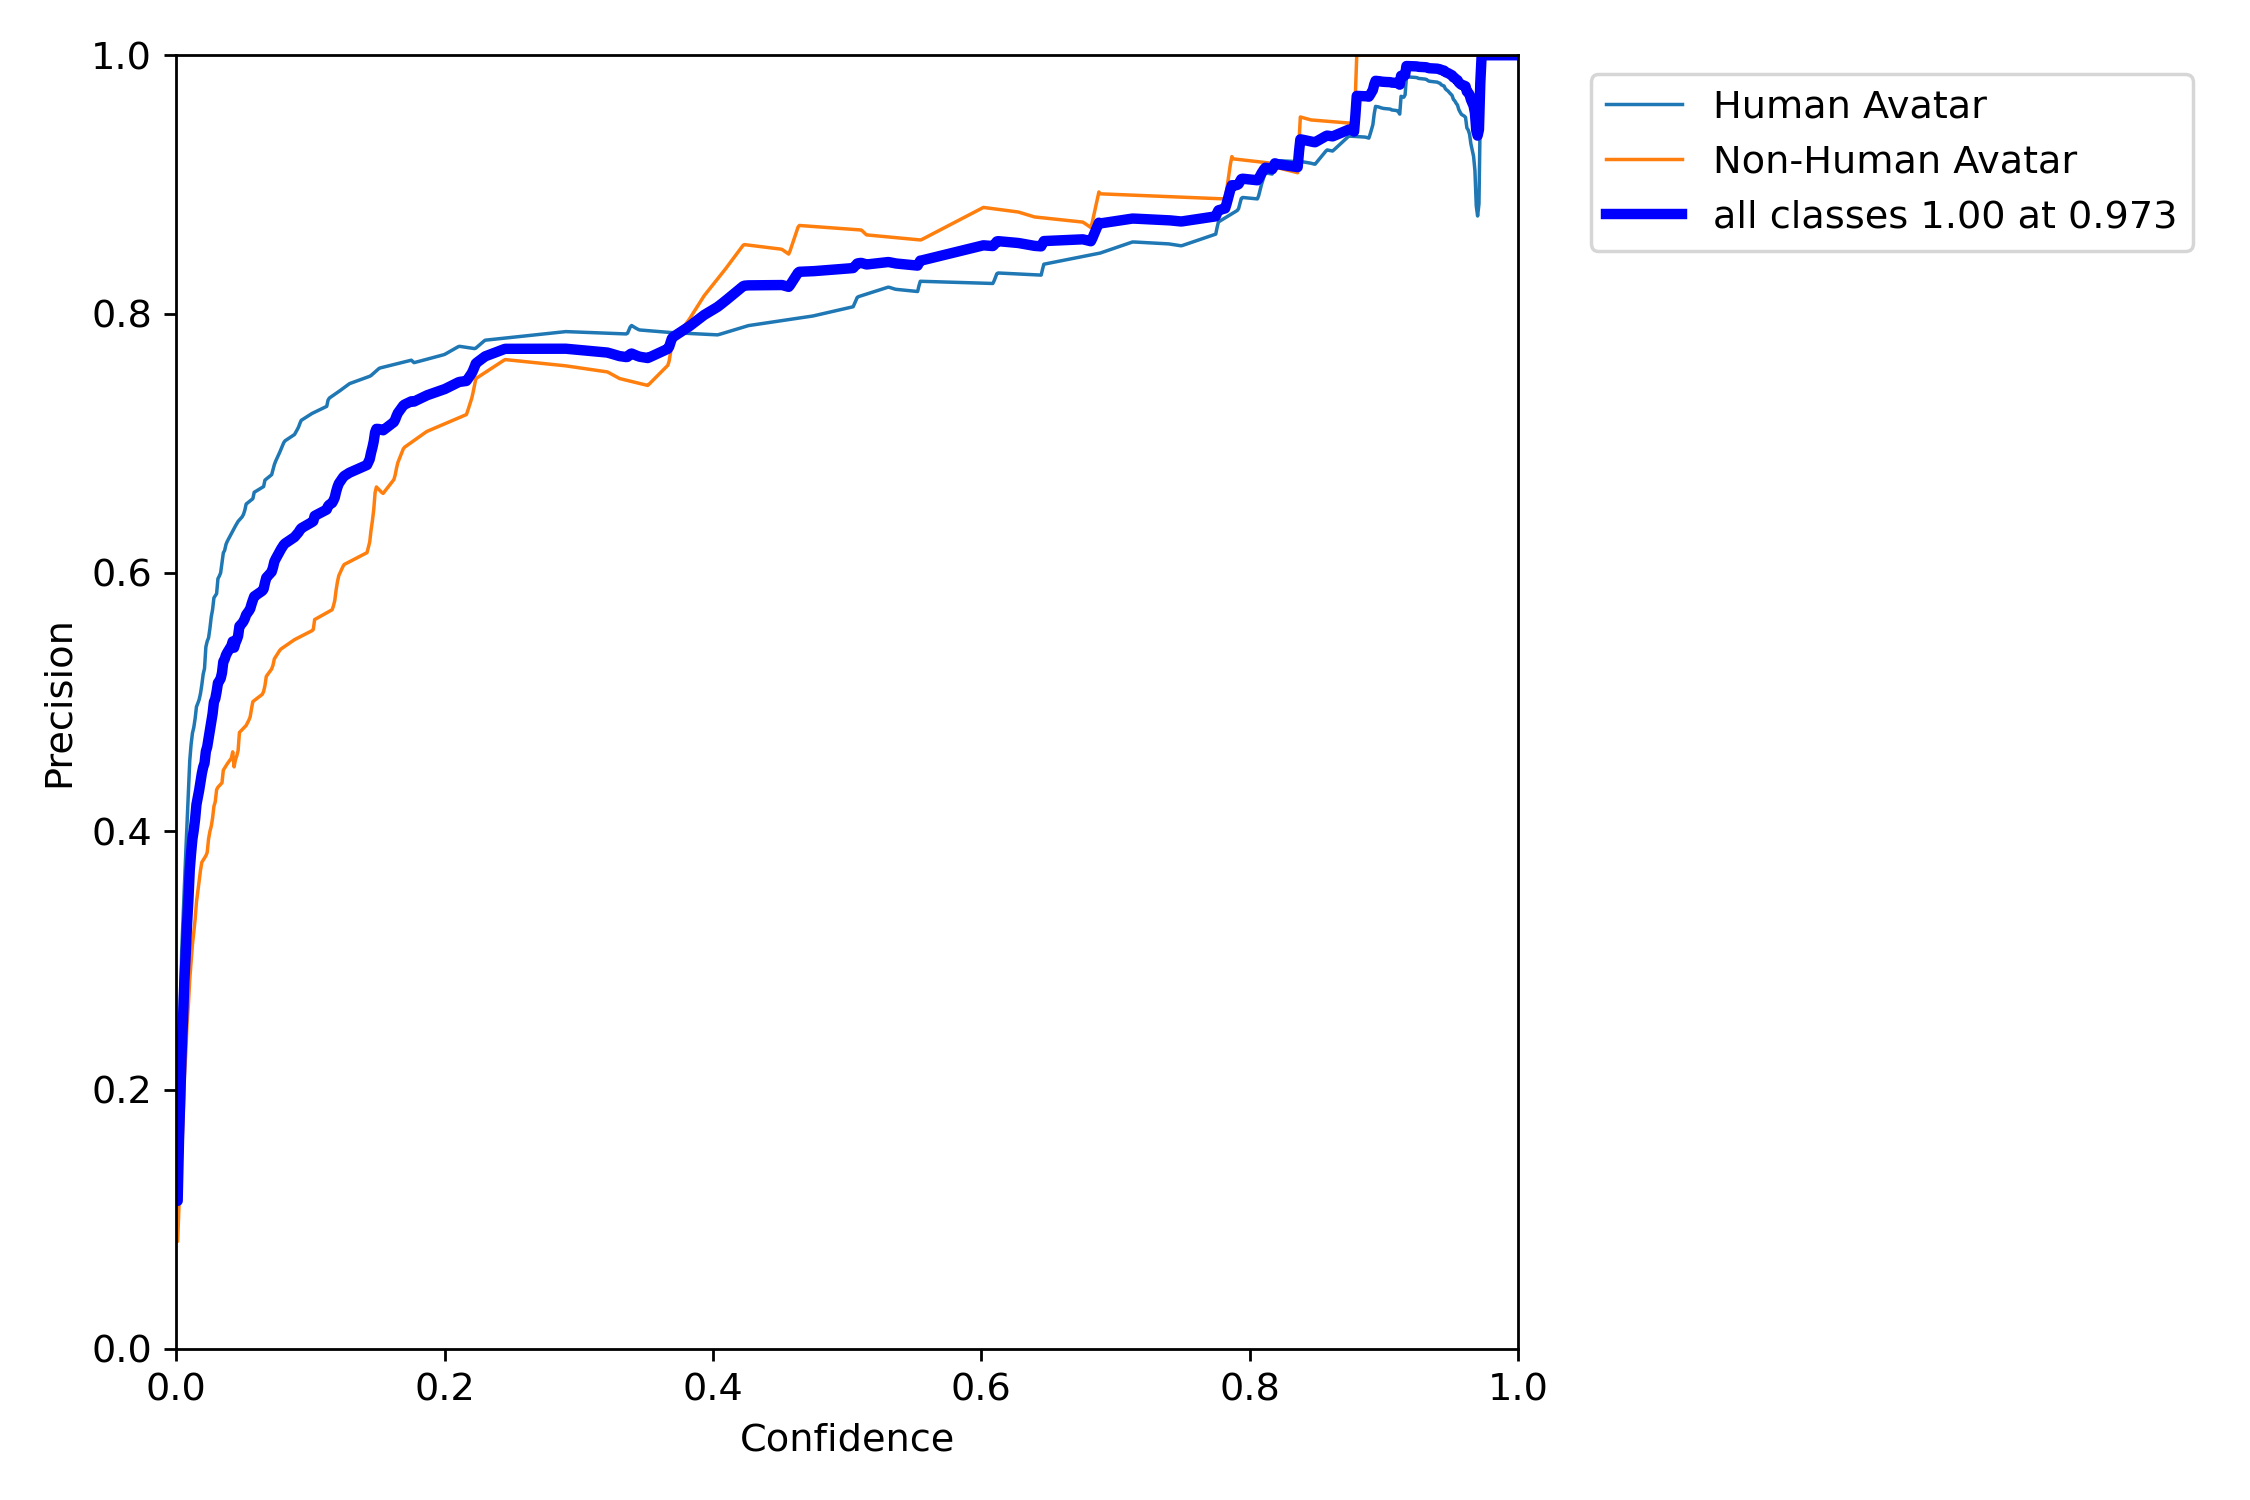 1.0
0.8
0.6
0.4
0.2
0.0
Precision
0.0 0.2 0.4 0.6 0.8 1.0
Confidence
Human Avatar
Non-Human Avatar
all classes 1.00 at 0.973